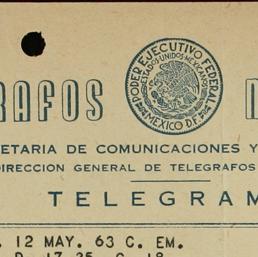 RAFOS
PODER EJECUTIVO FEDERAL
ESTADOS UNIDOS MEXICANOS
MEXICO D.F.
ETARIA DE COMUNICACIONES Y
DIRECCION GENERAL DE TELEGRAFOS
TELEGRAM
. 12 MAY. 63 C. EM.